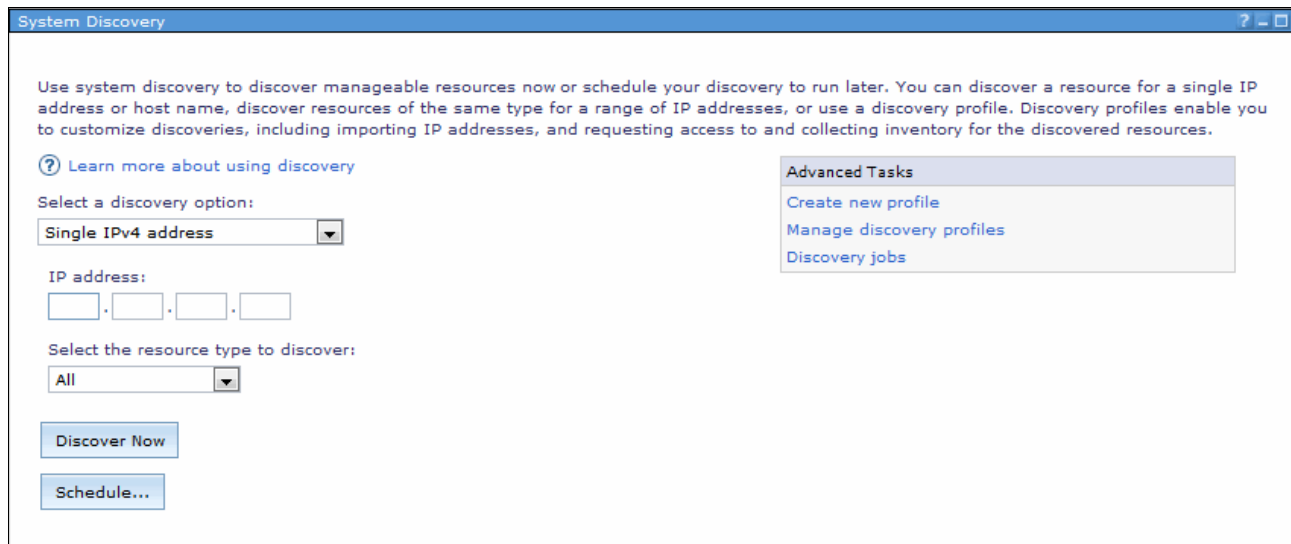 System Discovery
? 
Use system discovery to discover manageable resources now or schedule your discovery to run later. You can discover a resource for a single IP
address or host name, discover resources of the same type for a range of IP addresses, or use a discovery profile. Discovery profiles enable you
to customize discoveries, including importing IP addresses, and requesting access to and collecting inventory for the discovered resources.
? Learn more about using discovery
Select a discovery option:
Single IPv4 address
IP address:
. . .
Select the resource type to discover:
All
Discover Now
Schedule...
Advanced Tasks
Create new profile
Manage discovery profiles
Discovery jobs